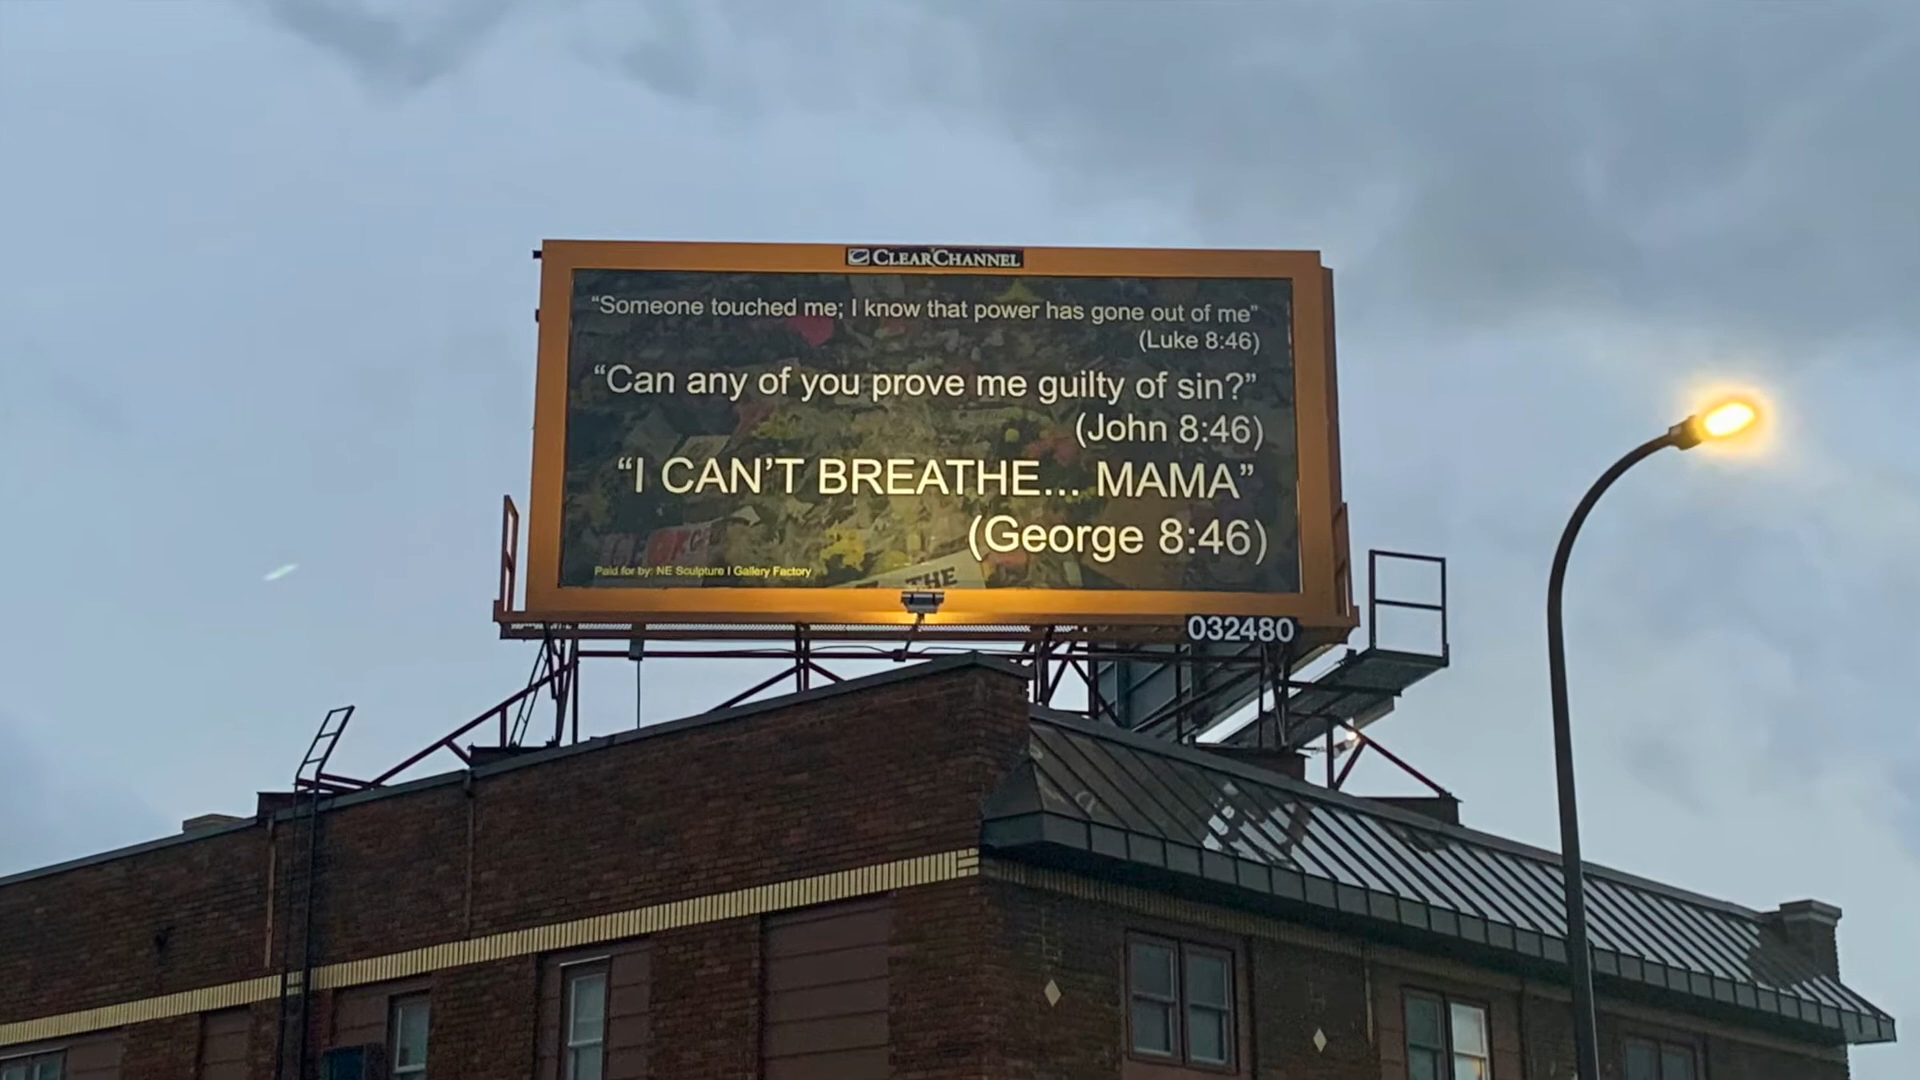 CLEARCHANNEL
“Someone touched me; I know that power has gone out of me”
(Luke 8:46)
“Can any of you prove me guilty of sin?”
(John 8:46)
“I CAN’T BREATHE... MAMA”
(George 8:46)
Paid for by: NE Sculpture I Gallery Factory
THE
032480